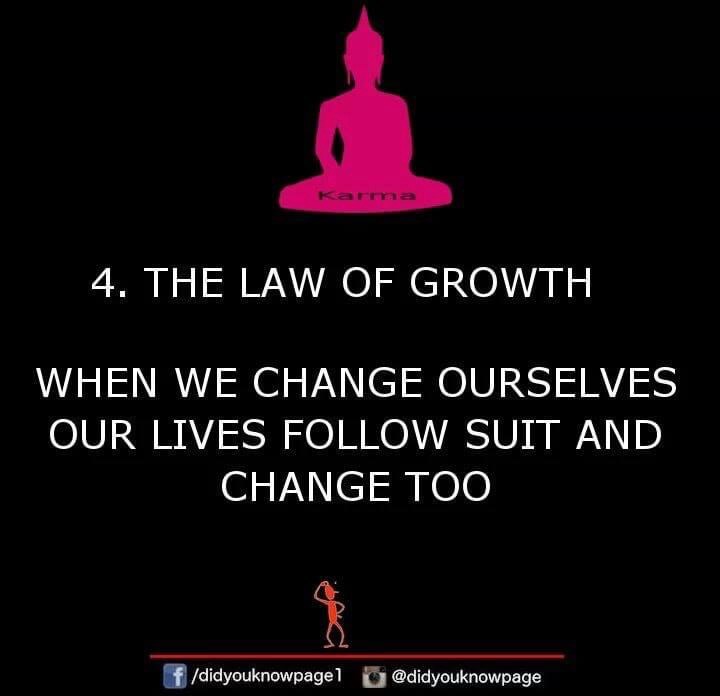 Karma
4. THE LAW OF GROWTH
WHEN WE CHANGE OURSELVES
OUR LIVES FOLLOW SUIT AND
CHANGE TOO
f /didyouknowpage1 @didyouknowpage